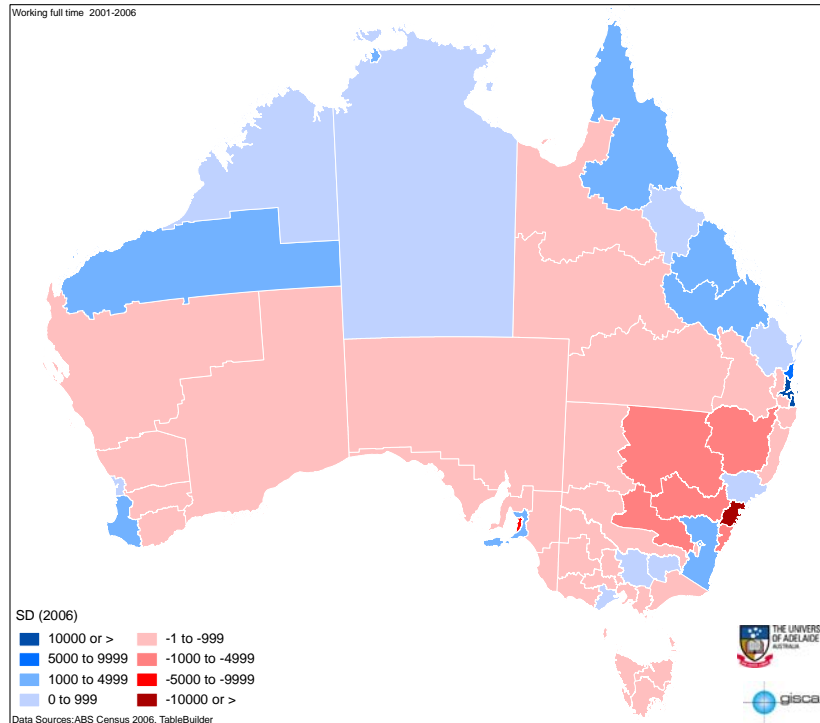 Working full time 2001-2006
SD (2006)
10000 or >
5000 to 9999
1000 to 4999
0 to 999
-1 to -999
-1000 to -4999
-5000 to -9999
-10000 or >
THE UNIVERS
OF ADELAIDE
AUSTRALIA
gisca
Data Sources:ABS Census 2006, TableBuilder